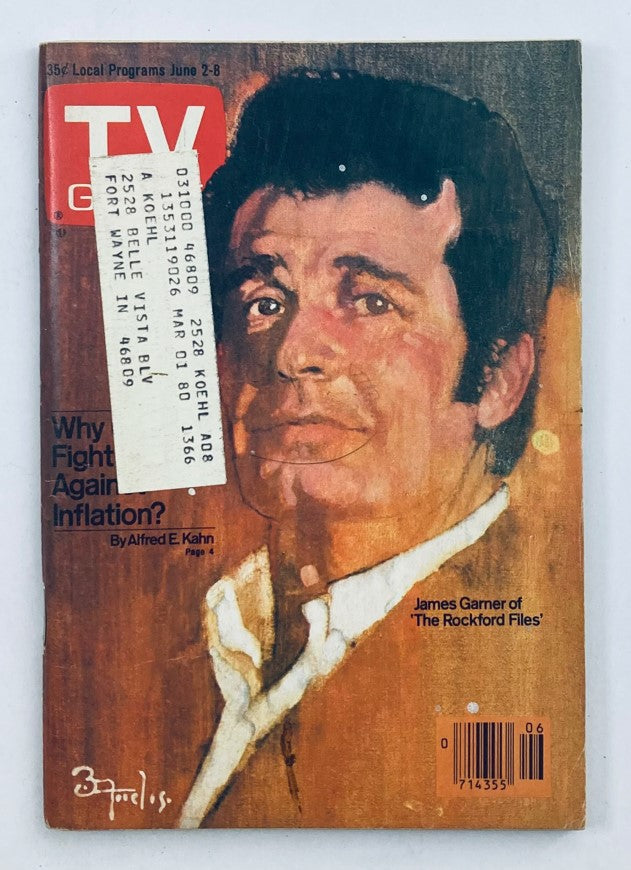 35¢ Local Programs June 2-8
TV
G
®
031000 46809 2528 KOEHL A08
1353119026 MAR 01 80 1366
A KOEHL
2528 BELLE VISTA BLV
FORT WAYNE IN 46809
Why
Fight
Against
Inflation?
By Alfred E. Kahn
Page 4
James Garner of
'The Rockford Files'
06
0
714355